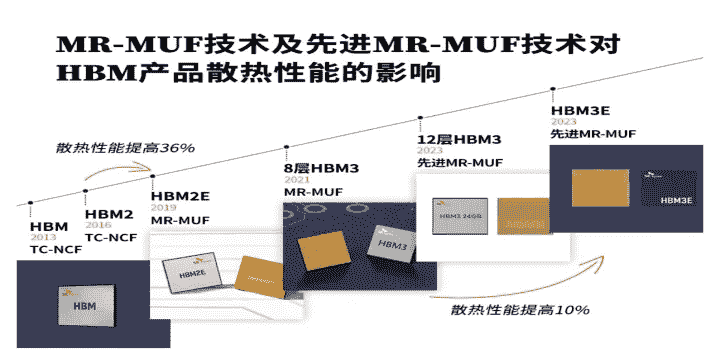 MR-MUF技术及先进MR-MUF技术对
HBM产品散热性能的影响
散热性能提高36%
HBM
2013
TC-NCF
HBM2
2016
TC-NCF
HBM2E
2019
MR-MUF
8层HBM3
2021
MR-MUF
12层HBM3
2023
先进MR-MUF
HBM3E
2023
先进MR-MUF
HBM
HBM2E
HBM3
HBM3 24GB
HBM3E
散热性能提高10%